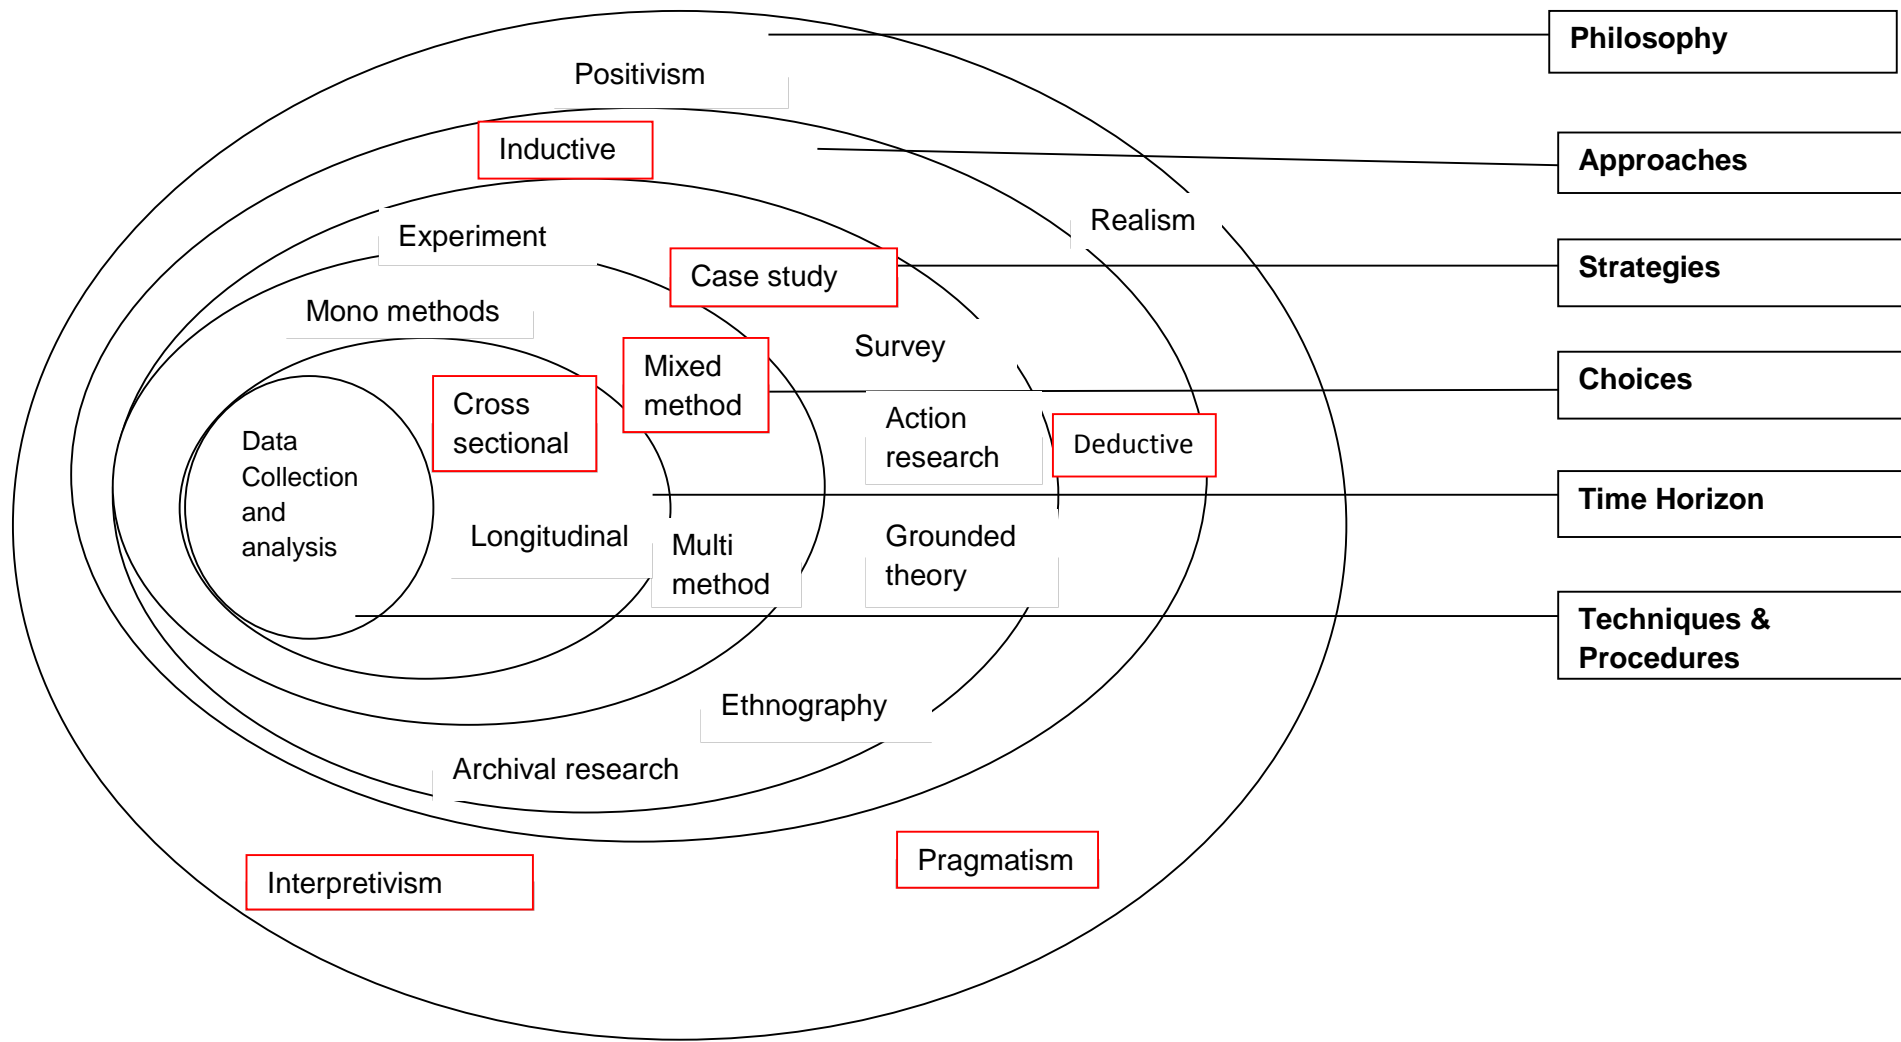 Philosophy
Positivism
Inductive
Approaches
Realism
Experiment
Case study
Strategies
Mono methods
Survey
Mixed
method
Choices
Cross
sectional
Action
research
Deductive
Data
Collection
and
analysis
Time Horizon
Longitudinal
Multi
method
Grounded
theory
Techniques &
Procedures
Ethnography
Archival research
Pragmatism
Interpretivism